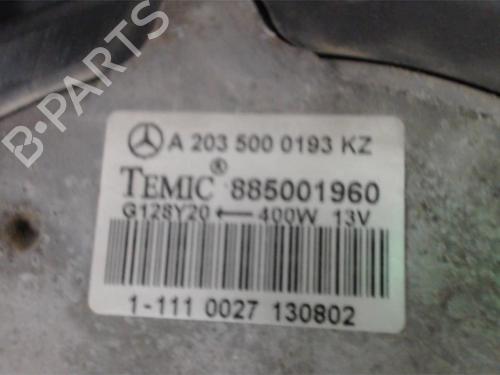 B-PARTS
A 203 500 0193 KZ
TEMIC® 885001960
G128Y20 ← 400W 13V
1-111 0027 130802